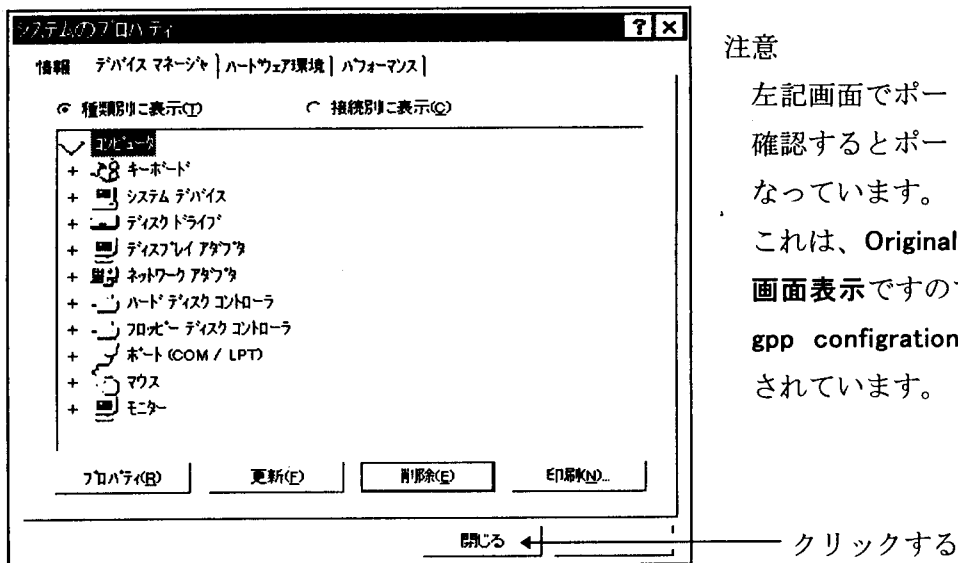 システムのプロパティ
情報 デバイス マネージャ ハードウェア環境 パフォーマンス
種類別に表示(T) 接続別に表示(C)
コンピュータ
キーボード
システム デバイス
ディスク ドライブ
ディスプレイ アダプタ
ネットワーク アダプタ
ハード ディスク コントローラ
フロッピー ディスク コントローラ
ポート (COM / LPT)
マウス
モニター
プロパティ(R) 更新(F) 削除(E) 印刷(N)...
閉じる
クリックする
注意
左記画面でポー
確認するとポー
なっています。
これは、Original
画面表示ですの
gpp configration
されています。